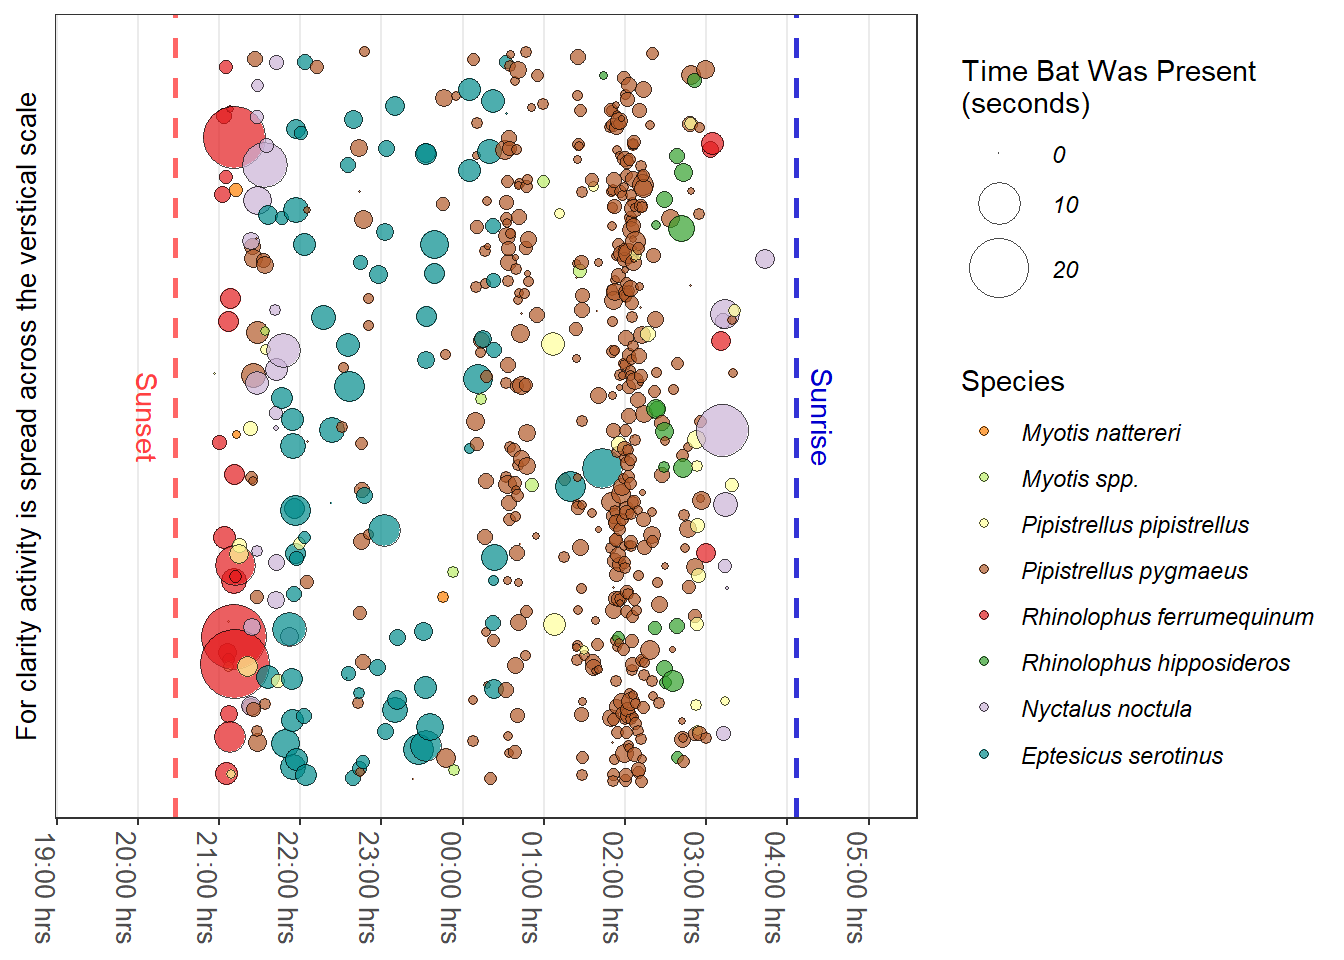 For clarity activity is spread across the verstical scale
Sunset
Sunrise
19:00 hrs
20:00 hrs
21:00 hrs
22:00 hrs
23:00 hrs
00:00 hrs
01:00 hrs
02:00 hrs
03:00 hrs
04:00 hrs
05:00 hrs
Time Bat Was Present
(seconds)
0
10
20
Species
Myotis nattereri
Myotis spp.
Pipistrellus pipistrellus
Pipistrellus pygmaeus
Rhinolophus ferrumequinum
Rhinolophus hipposideros
Nyctalus noctula
Eptesicus serotinus